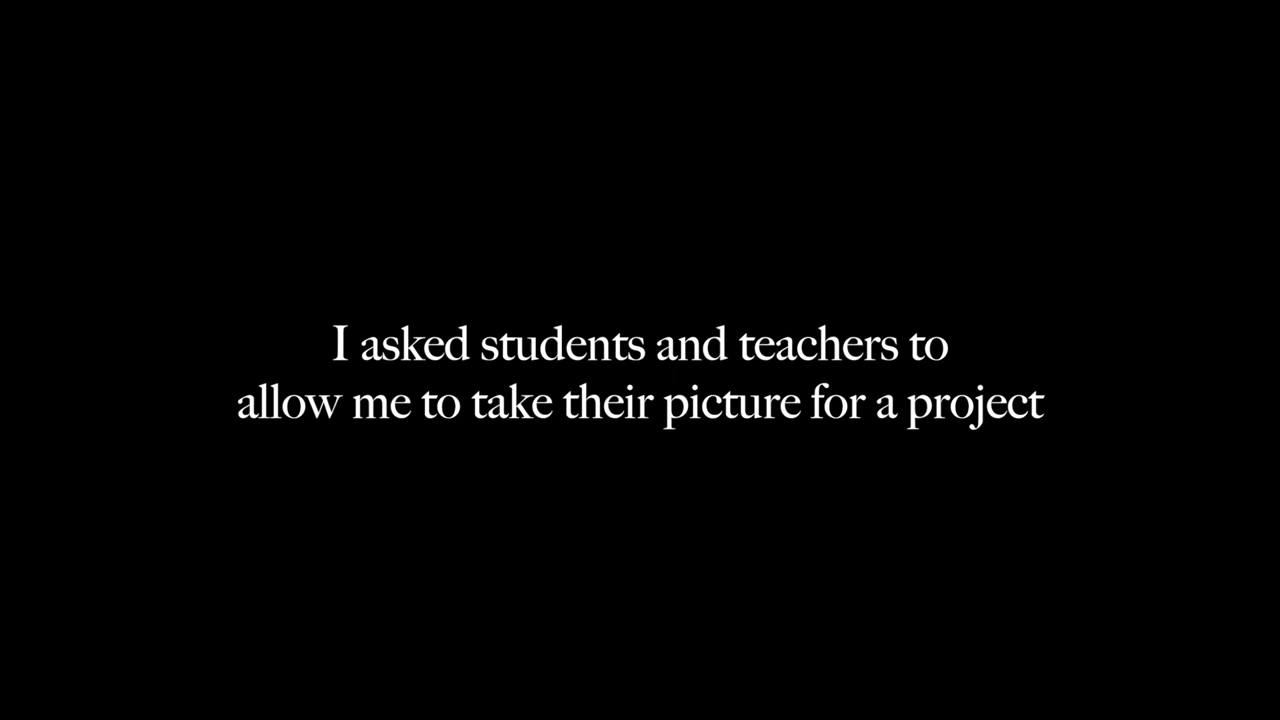 I asked students and teachers to
allow me to take their picture for a project